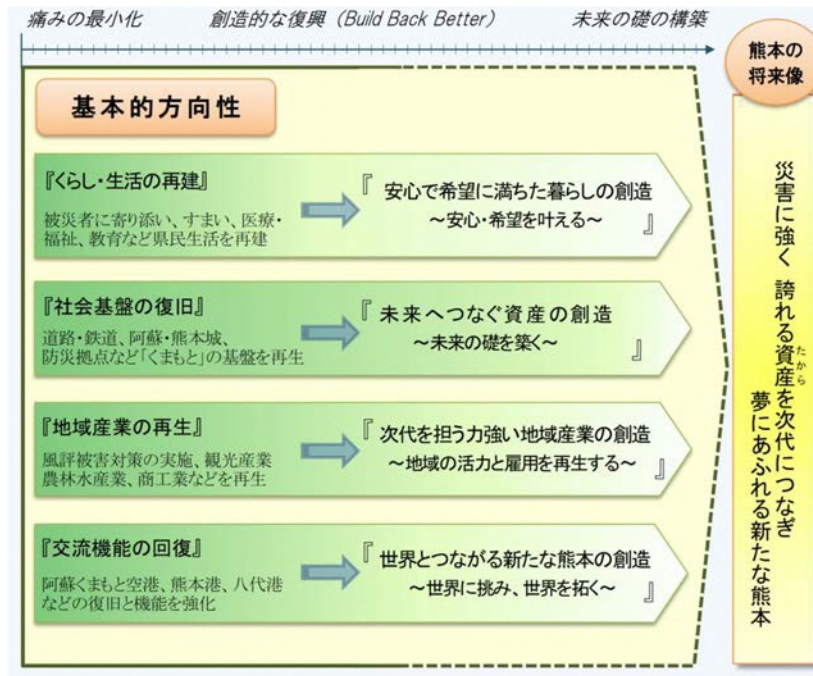 痛みの最小化 創造的な復興（Build Back Better） 未来の礎の構築
熊本の
将来像
基本的方向性
『くらし・生活の再建』
被災者に寄り添い、すまい、医療・
福祉、教育など県民生活を再建
『 安心で希望に満ちた暮らしの創造
～安心・希望を叶える～ 』
『社会基盤の復旧』
道路・鉄道、阿蘇・熊本城、
防災拠点など「くまもと」の基盤を再生
『 未来へつなぐ資産の創造
～未来の礎を築く～ 』
『地域産業の再生』
風評被害対策の実施、観光産業
農林水産業、商工業などを再生
『 次代を担う力強い地域産業の創造
～地域の活力と雇用を再生する～ 』
『交流機能の回復』
阿蘇くまもと空港、熊本港、八代港
などの復旧と機能を強化
『 世界とつながる新たな熊本の創造
～世界に挑み、世界を拓く～ 』
災害に強く 誇れる資産を次代につなぎ
たから
夢にあふれる新たな熊本